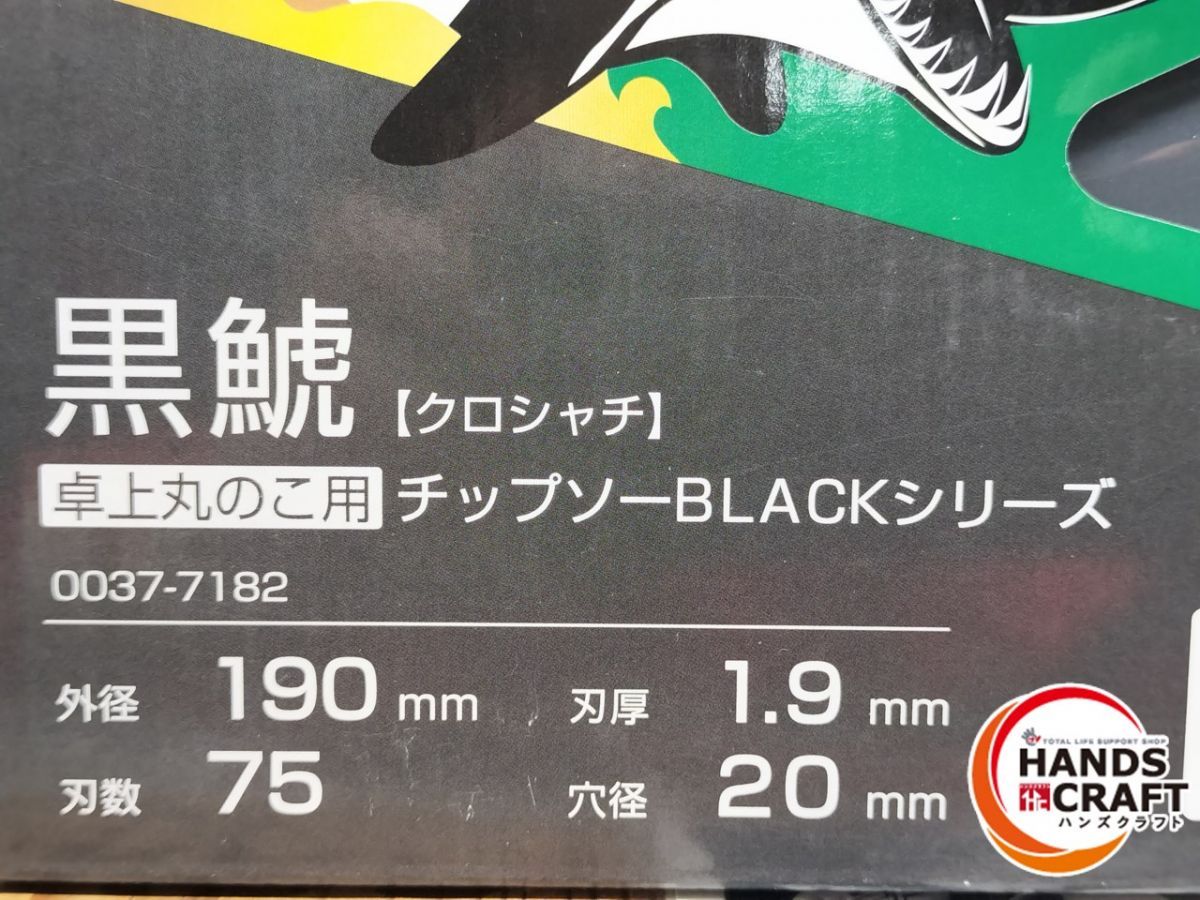 黒鯱【クロシャチ】
卓上丸のこ用 チップソーBLACKシリーズ
0037-7182
外径 190 mm 刃厚 1.9 mm
刃数 75 穴径 20 mm
TOTAL LIFE SUPPORT SHOP
HANDS
CRAFT
ハンズクラフト